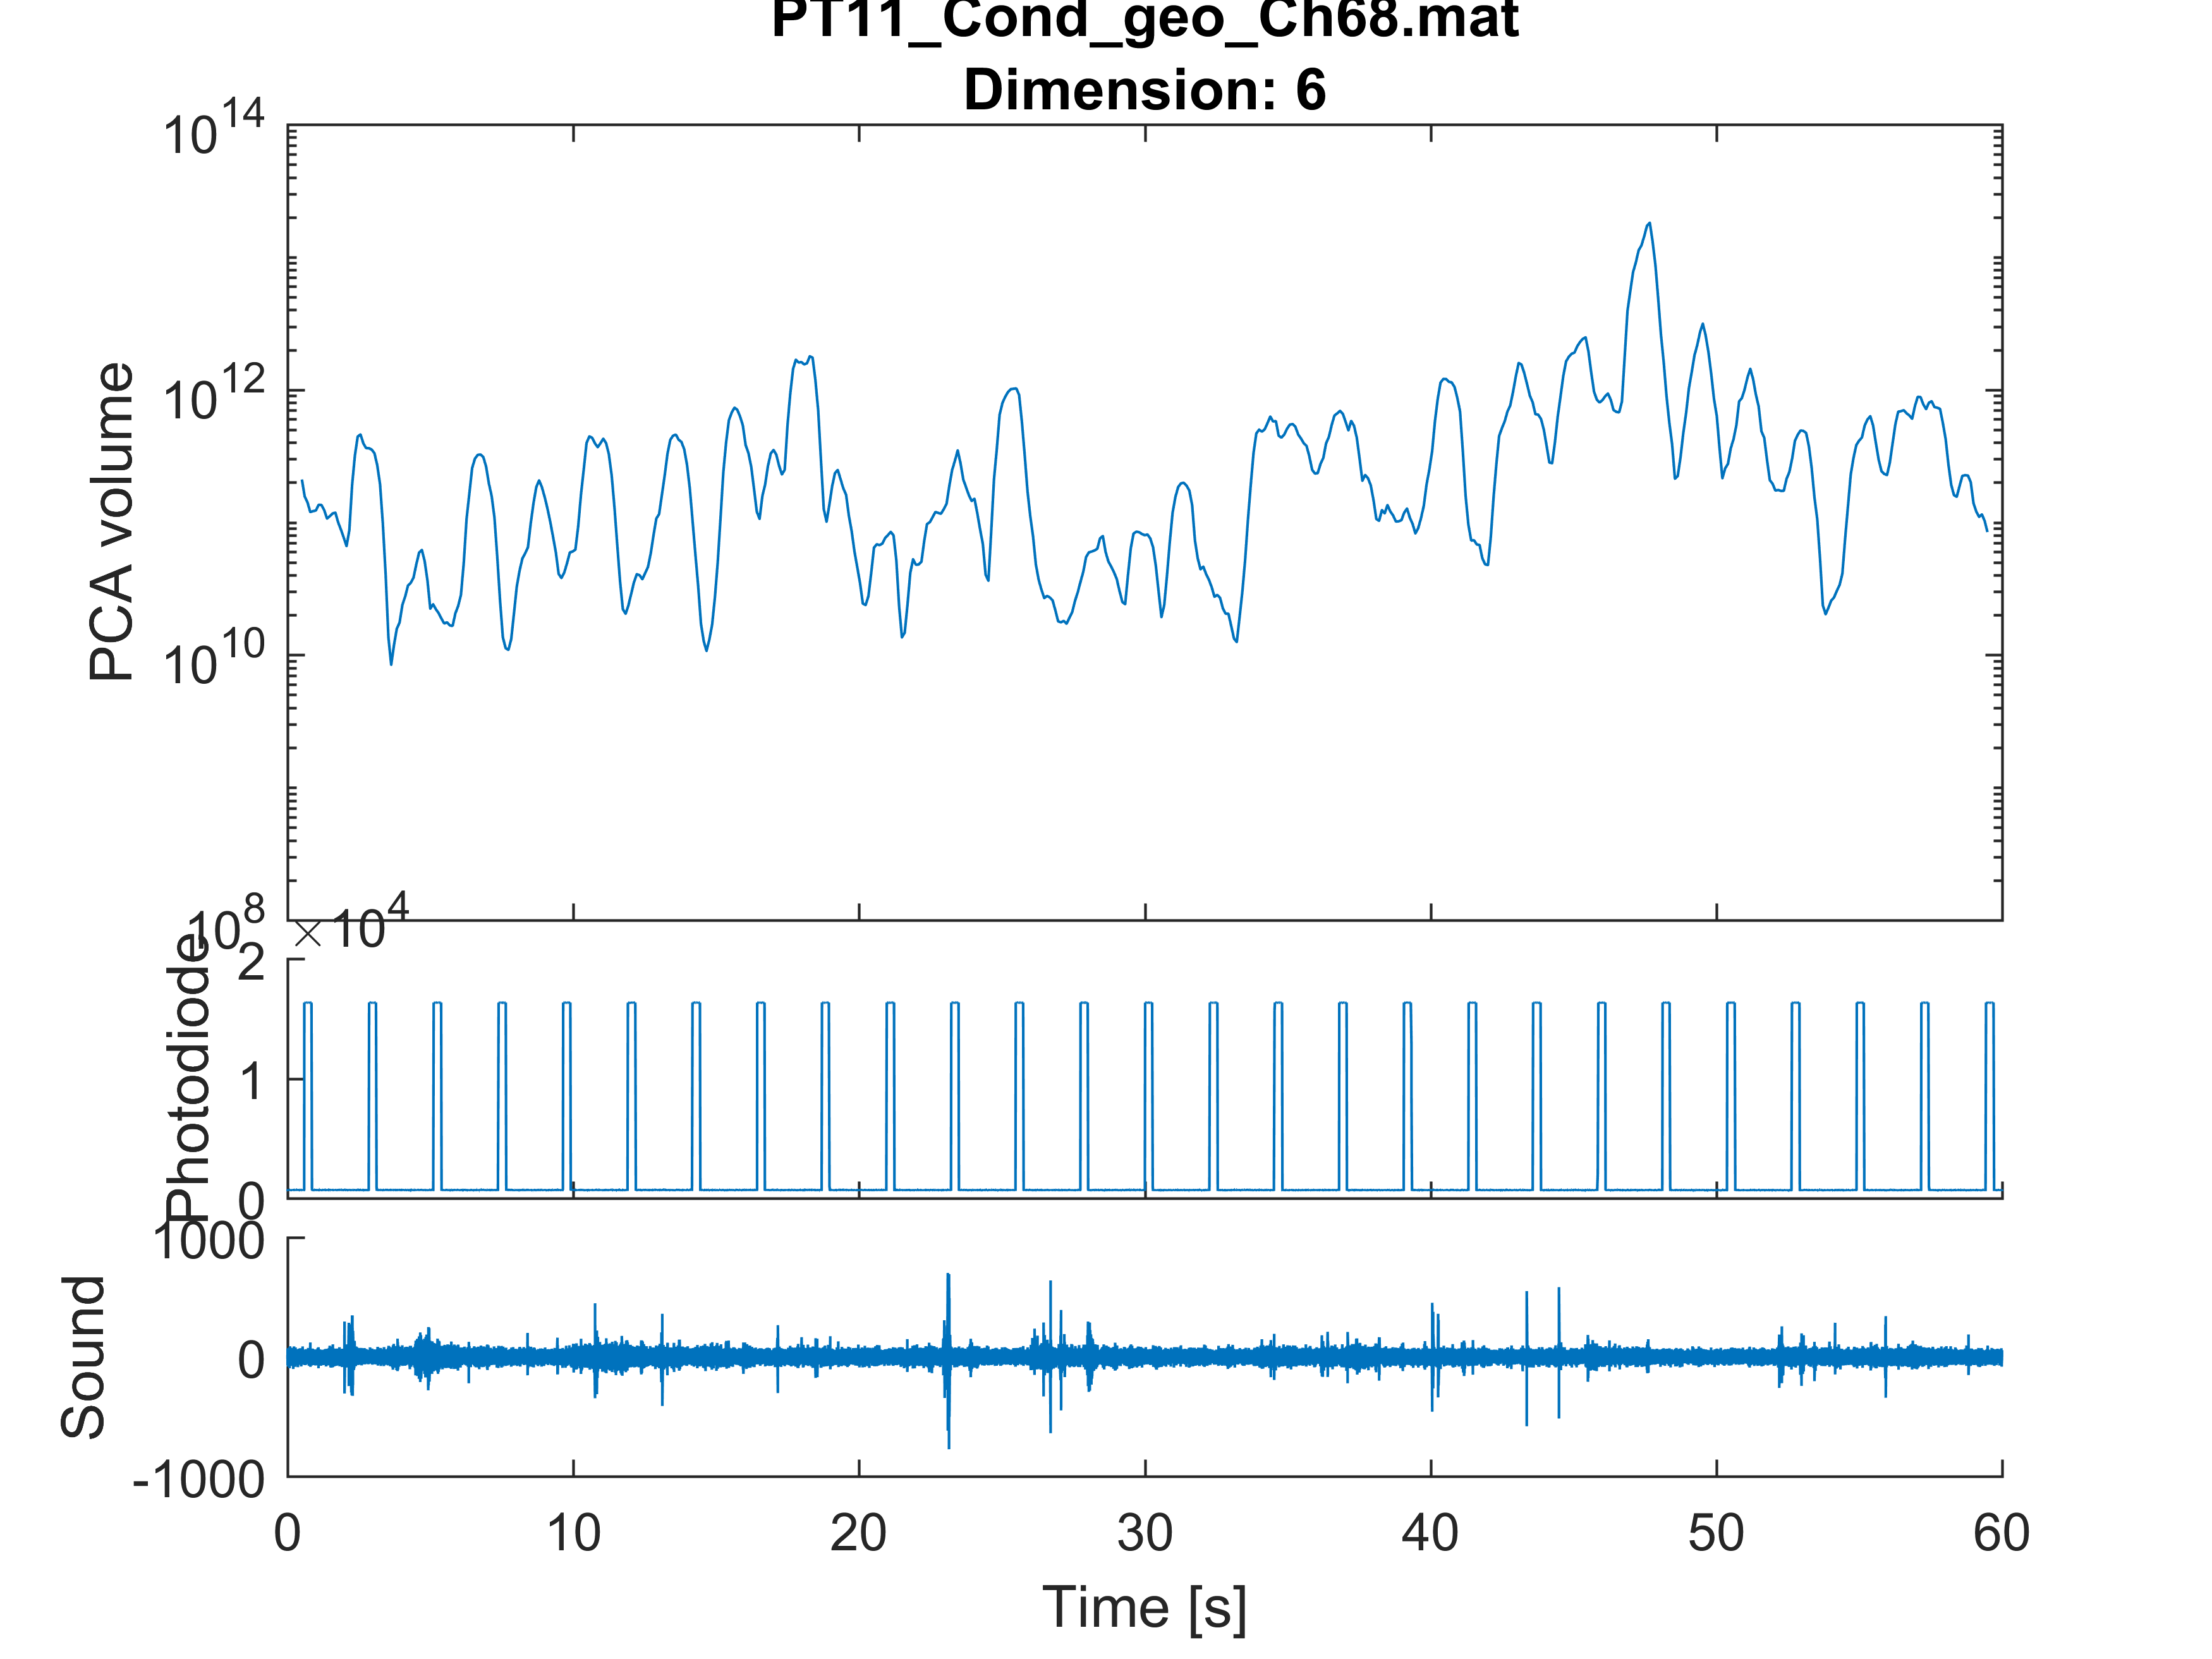 PT11_Cond_geo_Ch68.mat
Dimension: 6
10^14
10^12
10^10
10^8
PCA volume
× 10^4
2
1
0
Photodiode
1000
0
-1000
Sound
0 10 20 30 40 50 60
Time [s]